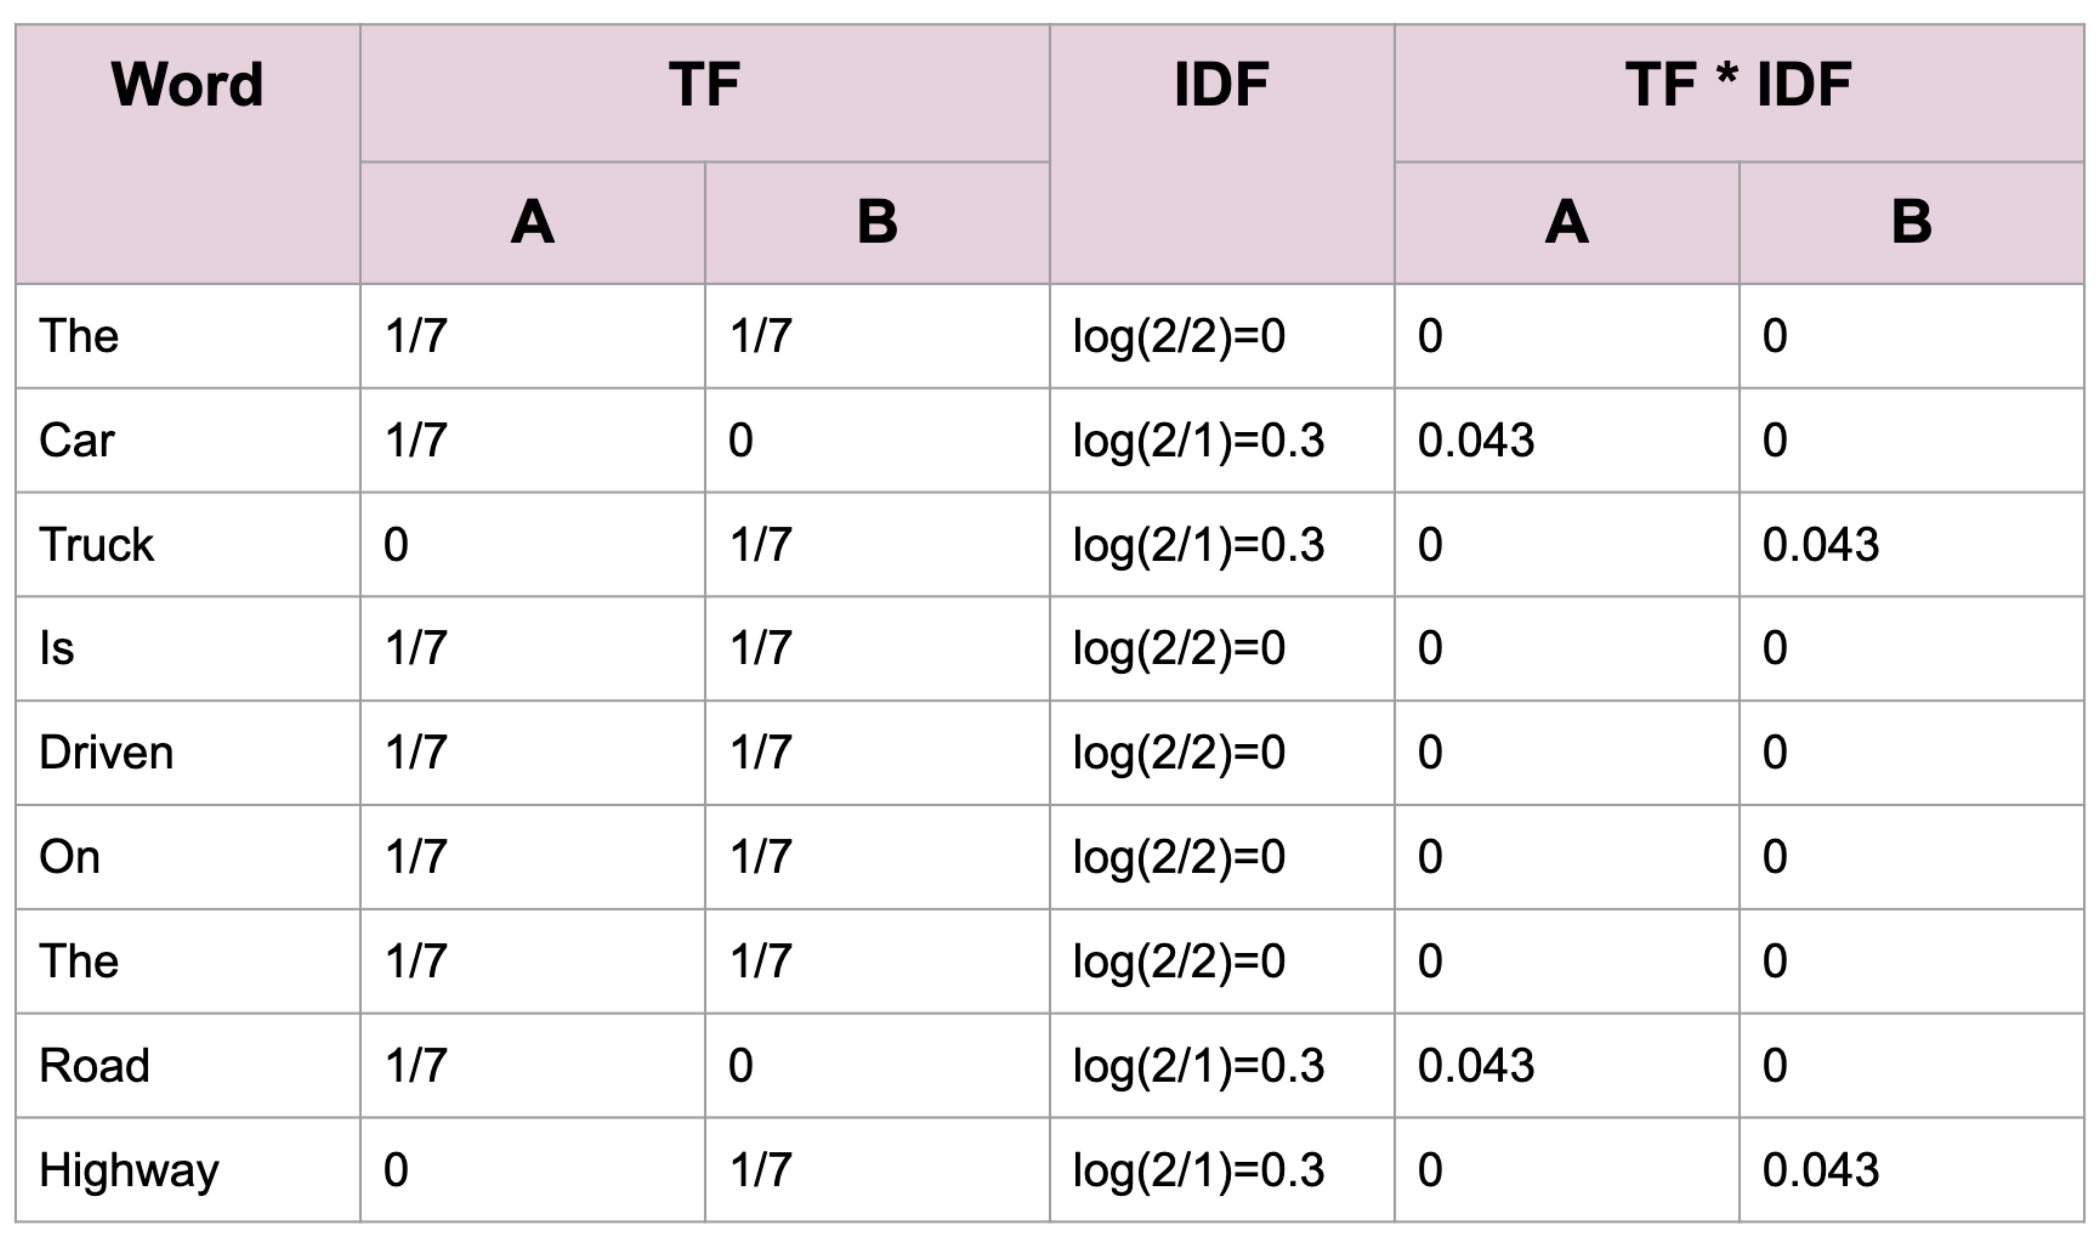 Word TF IDF TF * IDF
A B A B
The 1/7 1/7 log(2/2)=0 0 0
Car 1/7 0 log(2/1)=0.3 0.043 0
Truck 0 1/7 log(2/1)=0.3 0 0.043
Is 1/7 1/7 log(2/2)=0 0 0
Driven 1/7 1/7 log(2/2)=0 0 0
On 1/7 1/7 log(2/2)=0 0 0
The 1/7 1/7 log(2/2)=0 0 0
Road 1/7 0 log(2/1)=0.3 0.043 0
Highway 0 1/7 log(2/1)=0.3 0 0.043